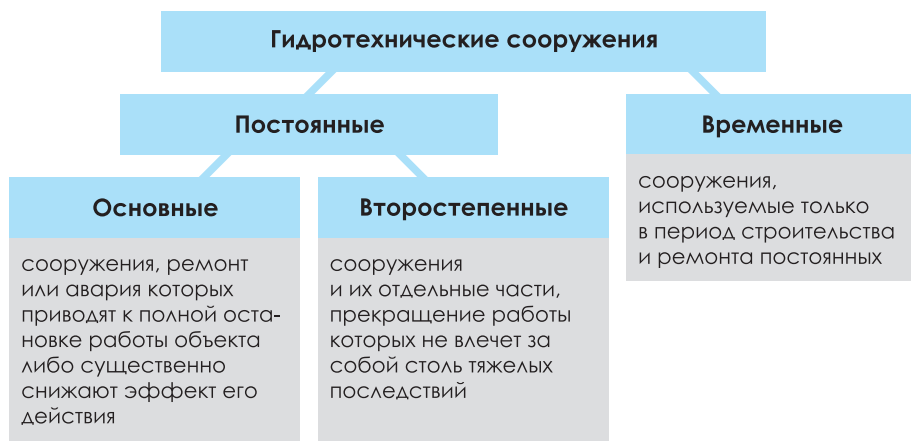 Гидротехнические сооружения
Постоянные
Временные
сооружения,
используемые только
в период строительства
и ремонта постоянных
Основные
сооружения, ремонт
или авария которых
приводят к полной оста-
новке работы объекта
либо существенно
снижают эффект его
действия
Второстепенные
сооружения
и их отдельные части,
прекращение работы
которых не влечет за
собой столь тяжелых
последствий